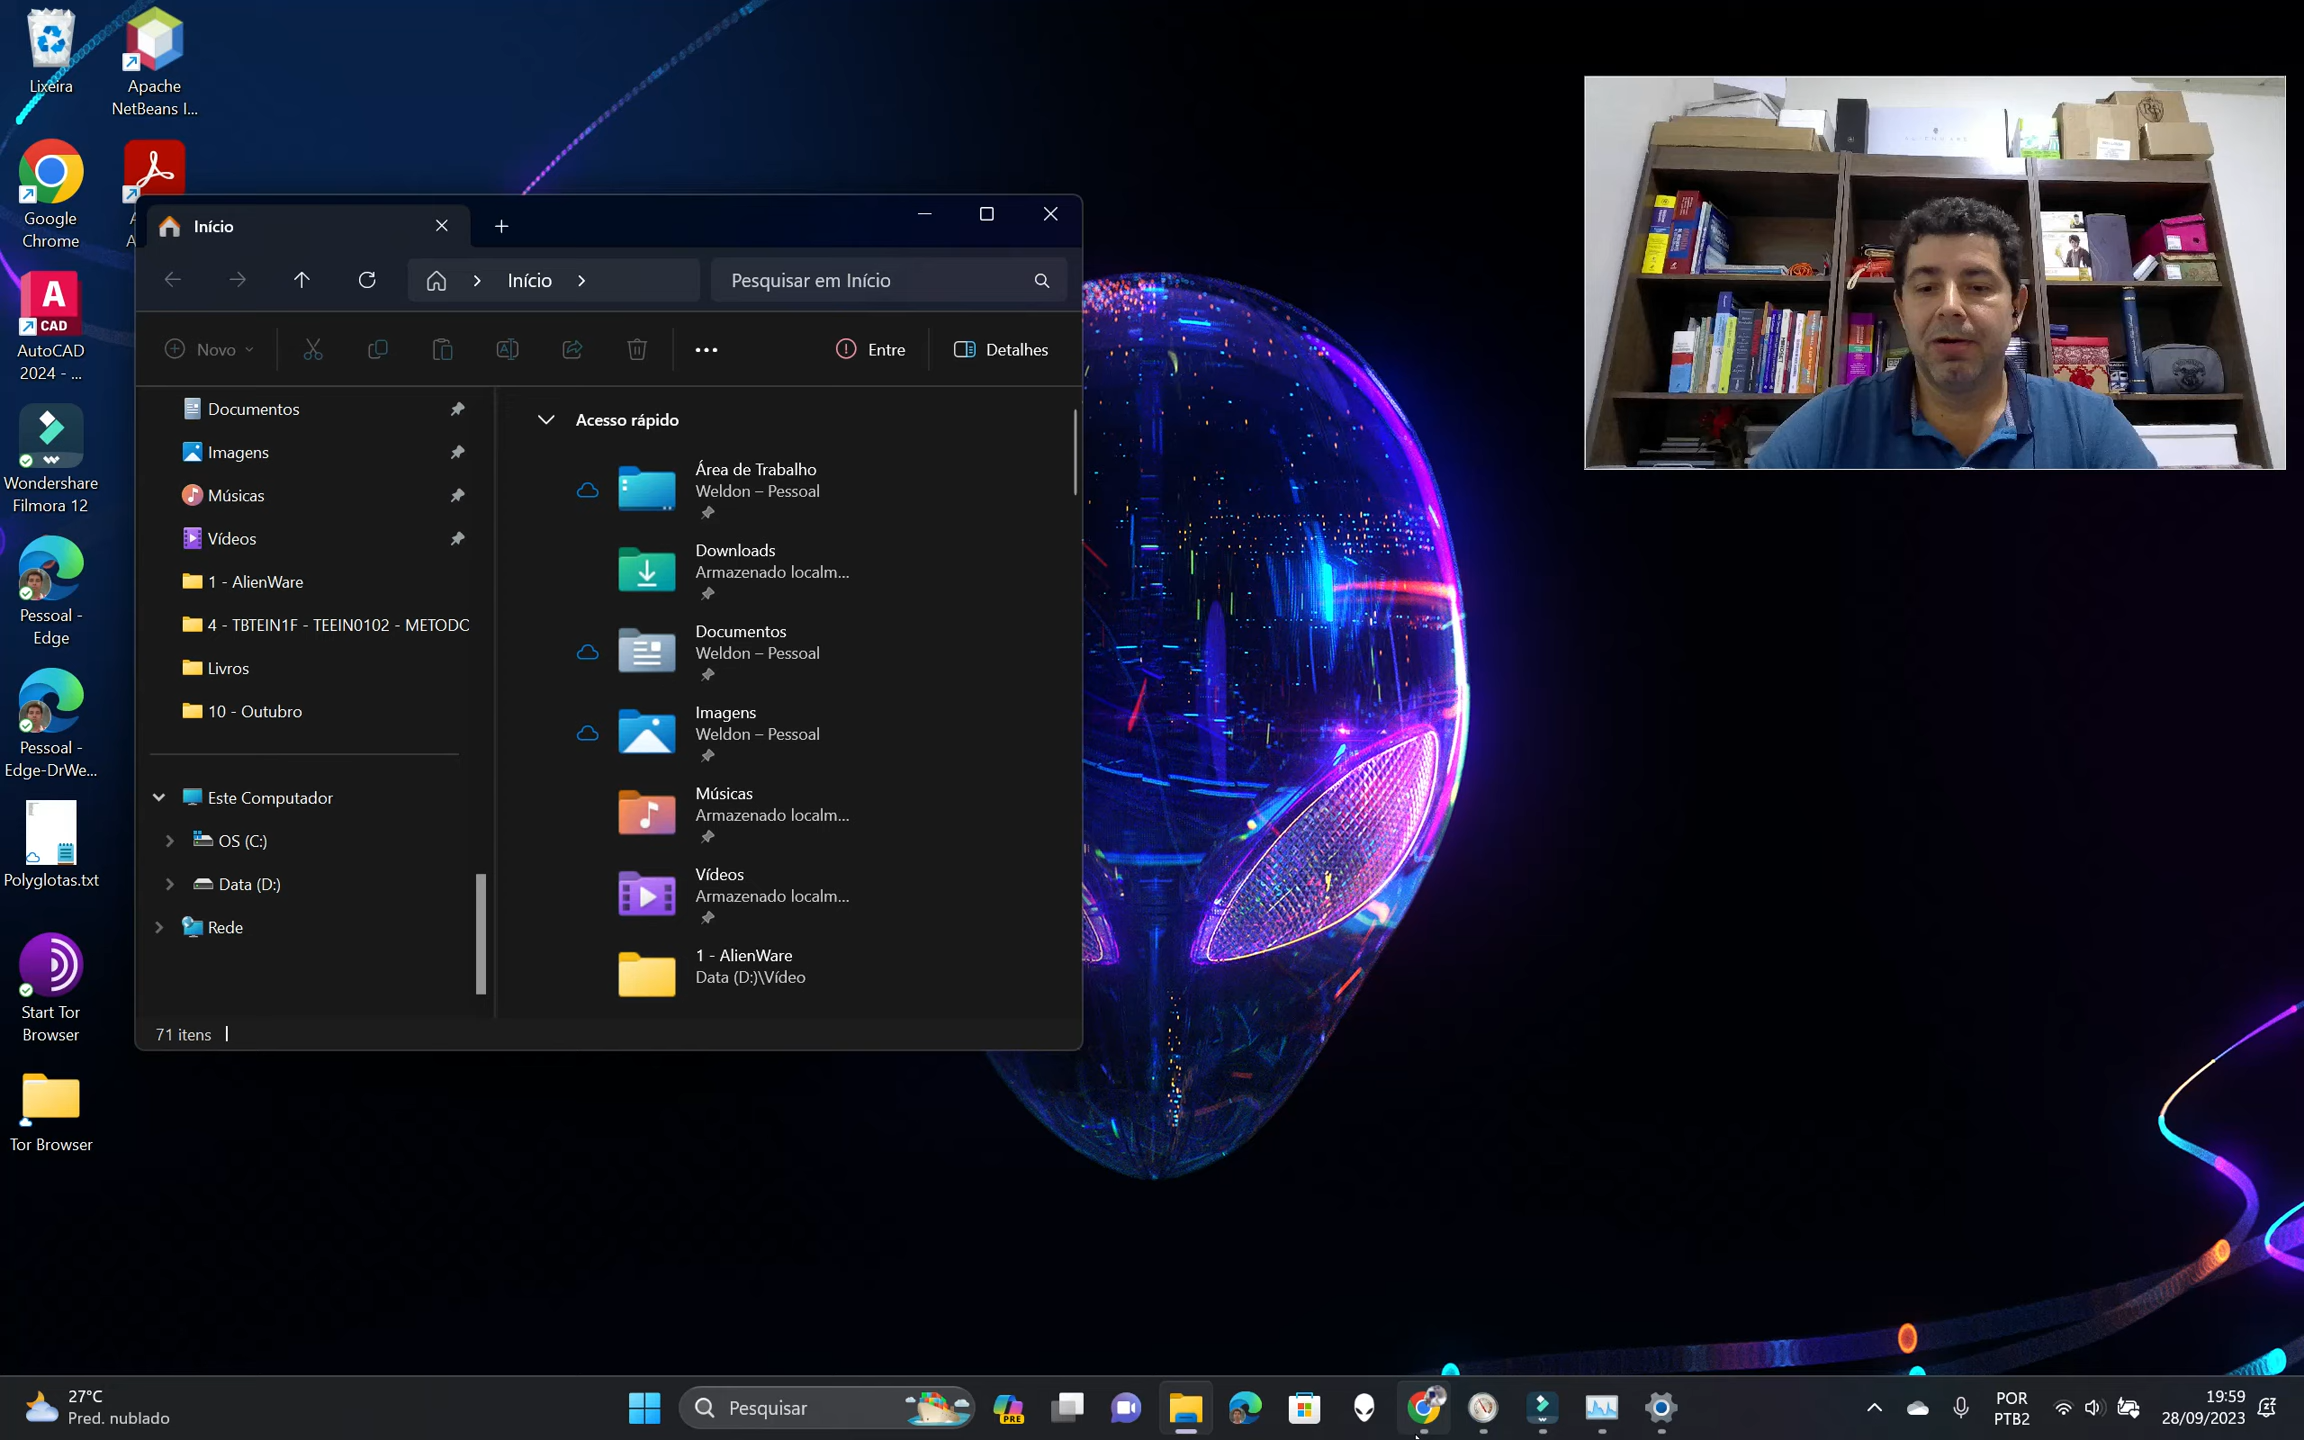 Lixeira
Apache
NetBeans I...
Google
Chrome
A
CAD
AutoCAD
2024 - ...
Wondershare
Filmora 12
Pessoal -
Edge
Pessoal -
Edge-DrWe...
Polyglotas.txt
Start Tor
Browser
Tor Browser
Início
Início
Pesquisar em Início
Novo
Entre
Detalhes
Documentos
Imagens
Músicas
Vídeos
1 - AlienWare
4 - TBTEIN1F - TEEIN0102 - METODO
Livros
10 - Outubro
Este Computador
OS (C:)
Data (D:)
Rede
Acesso rápido
Área de Trabalho
Weldon – Pessoal
Downloads
Armazenado localm...
Documentos
Weldon – Pessoal
Imagens
Weldon – Pessoal
Músicas
Armazenado localm...
Vídeos
Armazenado localm...
1 - AlienWare
Data (D:)\Vídeo
71 itens
27°C
Pred. nublado
Pesquisar
PRE
POR
PTB2
19:59
28/09/2023